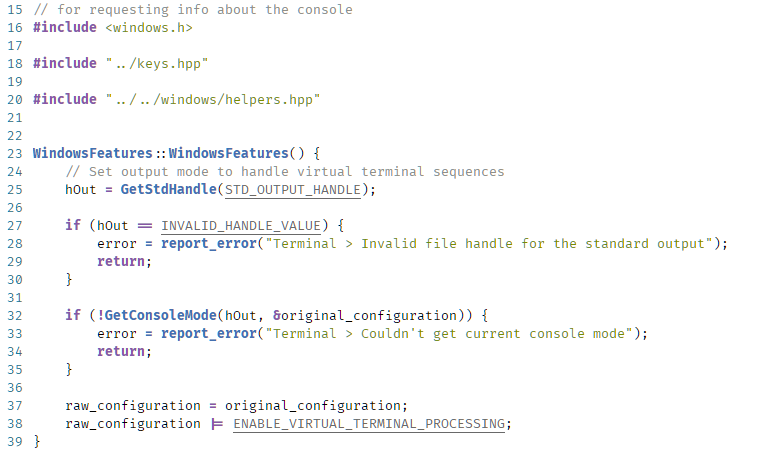 15 // for requesting info about the console
16 #include <windows.h>
17
18 #include "../keys.hpp"
19
20 #include "../../windows/helpers.hpp"
21
22
23 WindowsFeatures::WindowsFeatures() {
24     // Set output mode to handle virtual terminal sequences
25     hOut = GetStdHandle(STD_OUTPUT_HANDLE);
26
27     if (hOut == INVALID_HANDLE_VALUE) {
28         error = report_error("Terminal > Invalid file handle for the standard output");
29         return;
30     }
31
32     if (!GetConsoleMode(hOut, &original_configuration)) {
33         error = report_error("Terminal > Couldn't get current console mode");
34         return;
35     }
36
37     raw_configuration = original_configuration;
38     raw_configuration |= ENABLE_VIRTUAL_TERMINAL_PROCESSING;
39 }